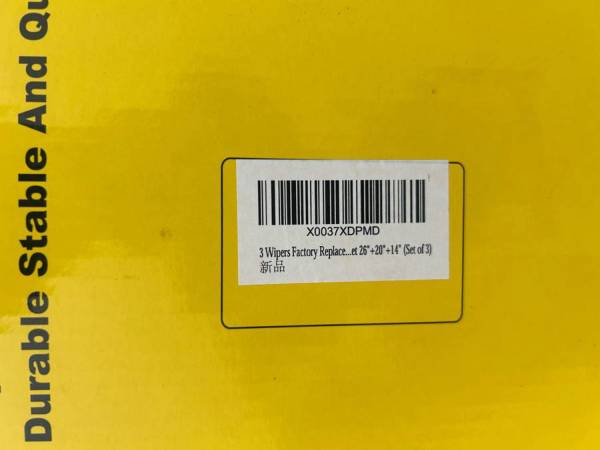 Durable Stable And Qu
X0037XDPMD
3 Wipers Factory Replace...et 26"+20"+14" (Set of 3)
新品